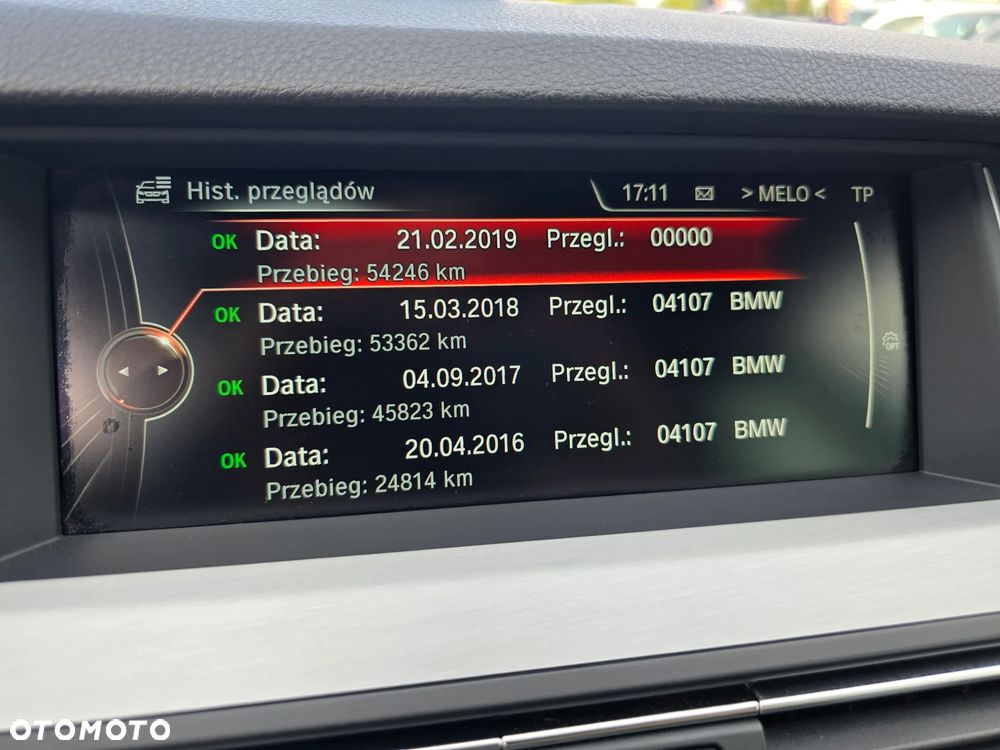 Hist. przeglądów 17:11 > MELO < TP
OK Data: 21.02.2019 Przegl.: 00000
Przebieg: 54246 km
OK Data: 15.03.2018 Przegl.: 04107 BMW
Przebieg: 53362 km
OK Data: 04.09.2017 Przegl.: 04107 BMW
Przebieg: 45823 km
OPT
OK Data: 20.04.2016 Przegl.: 04107 BMW
Przebieg: 24814 km
OTOMOTO